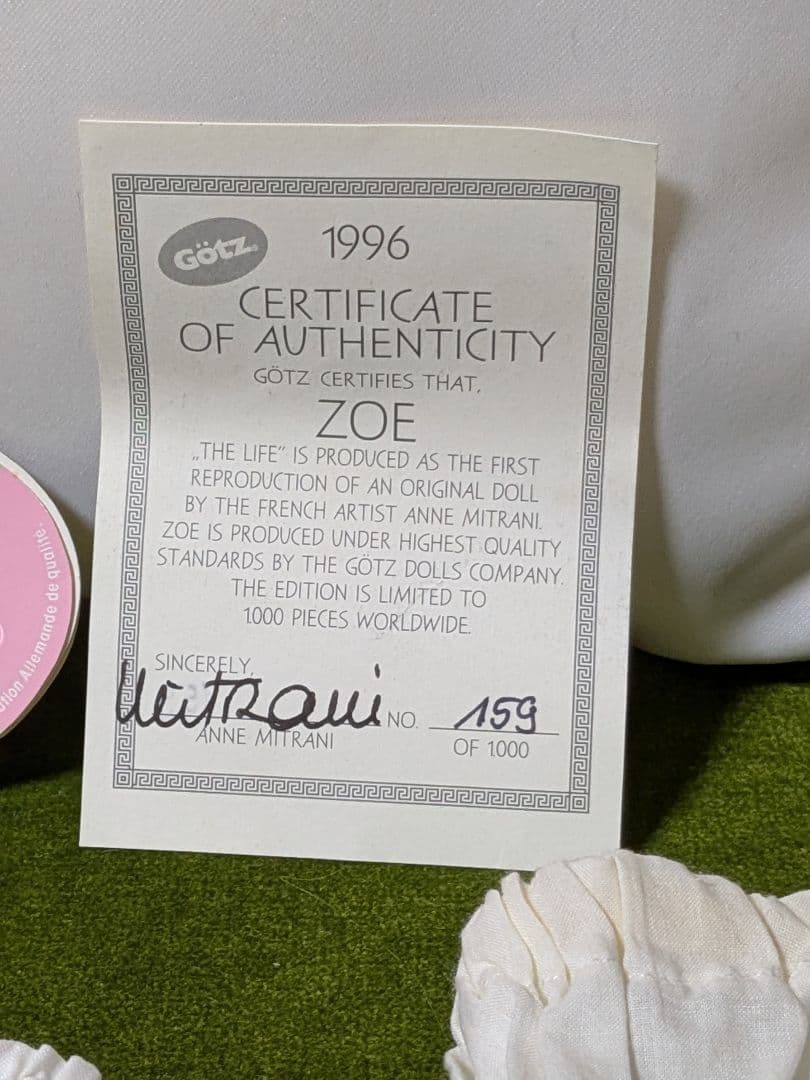 Götz
1996
CERTIFICATE
OF AUTHENTICITY
GÖTZ CERTIFIES THAT,
ZOE
„THE LIFE" IS PRODUCED AS THE FIRST
REPRODUCTION OF AN ORIGINAL DOLL
BY THE FRENCH ARTIST ANNE MITRANI.
ZOE IS PRODUCED UNDER HIGHEST QUALITY
STANDARDS BY THE GÖTZ DOLLS COMPANY.
THE EDITION IS LIMITED TO
1000 PIECES WORLDWIDE.
SINCERELY,
Mitrani
NO. 159
ANNE MITRANI
OF 1000
Allemande de qualité.